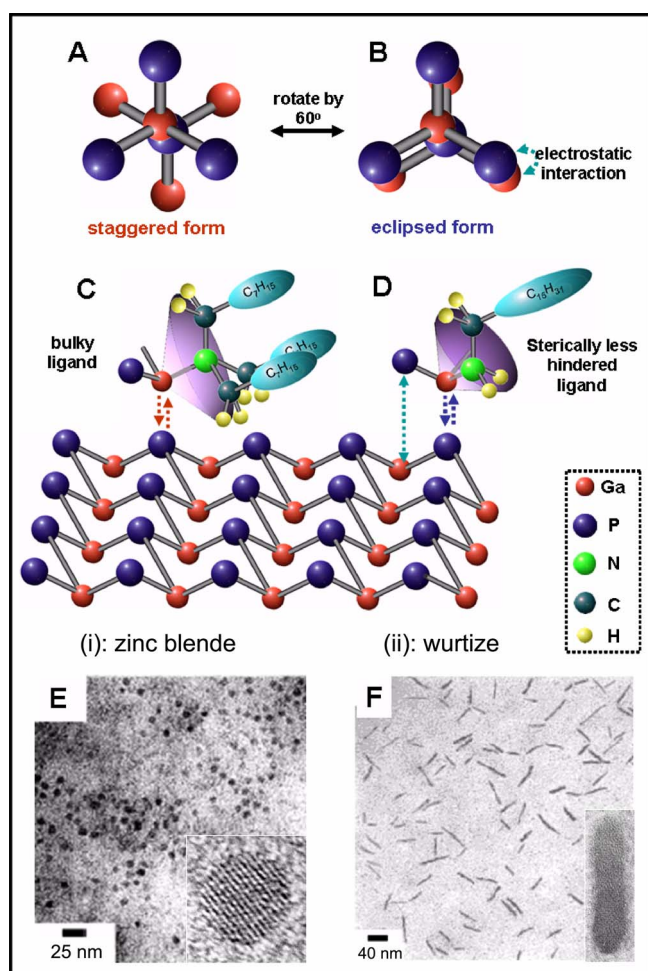 A
B
rotate by
60º
electrostatic
interaction
staggered form
eclipsed form
C
D
C7H15
C15H31
bulky
ligand
C7H15
C7H15
Sterically less
hindered
ligand
Ga
P
N
C
H
(i): zinc blende
(ii): wurtize
E
F
25 nm
40 nm